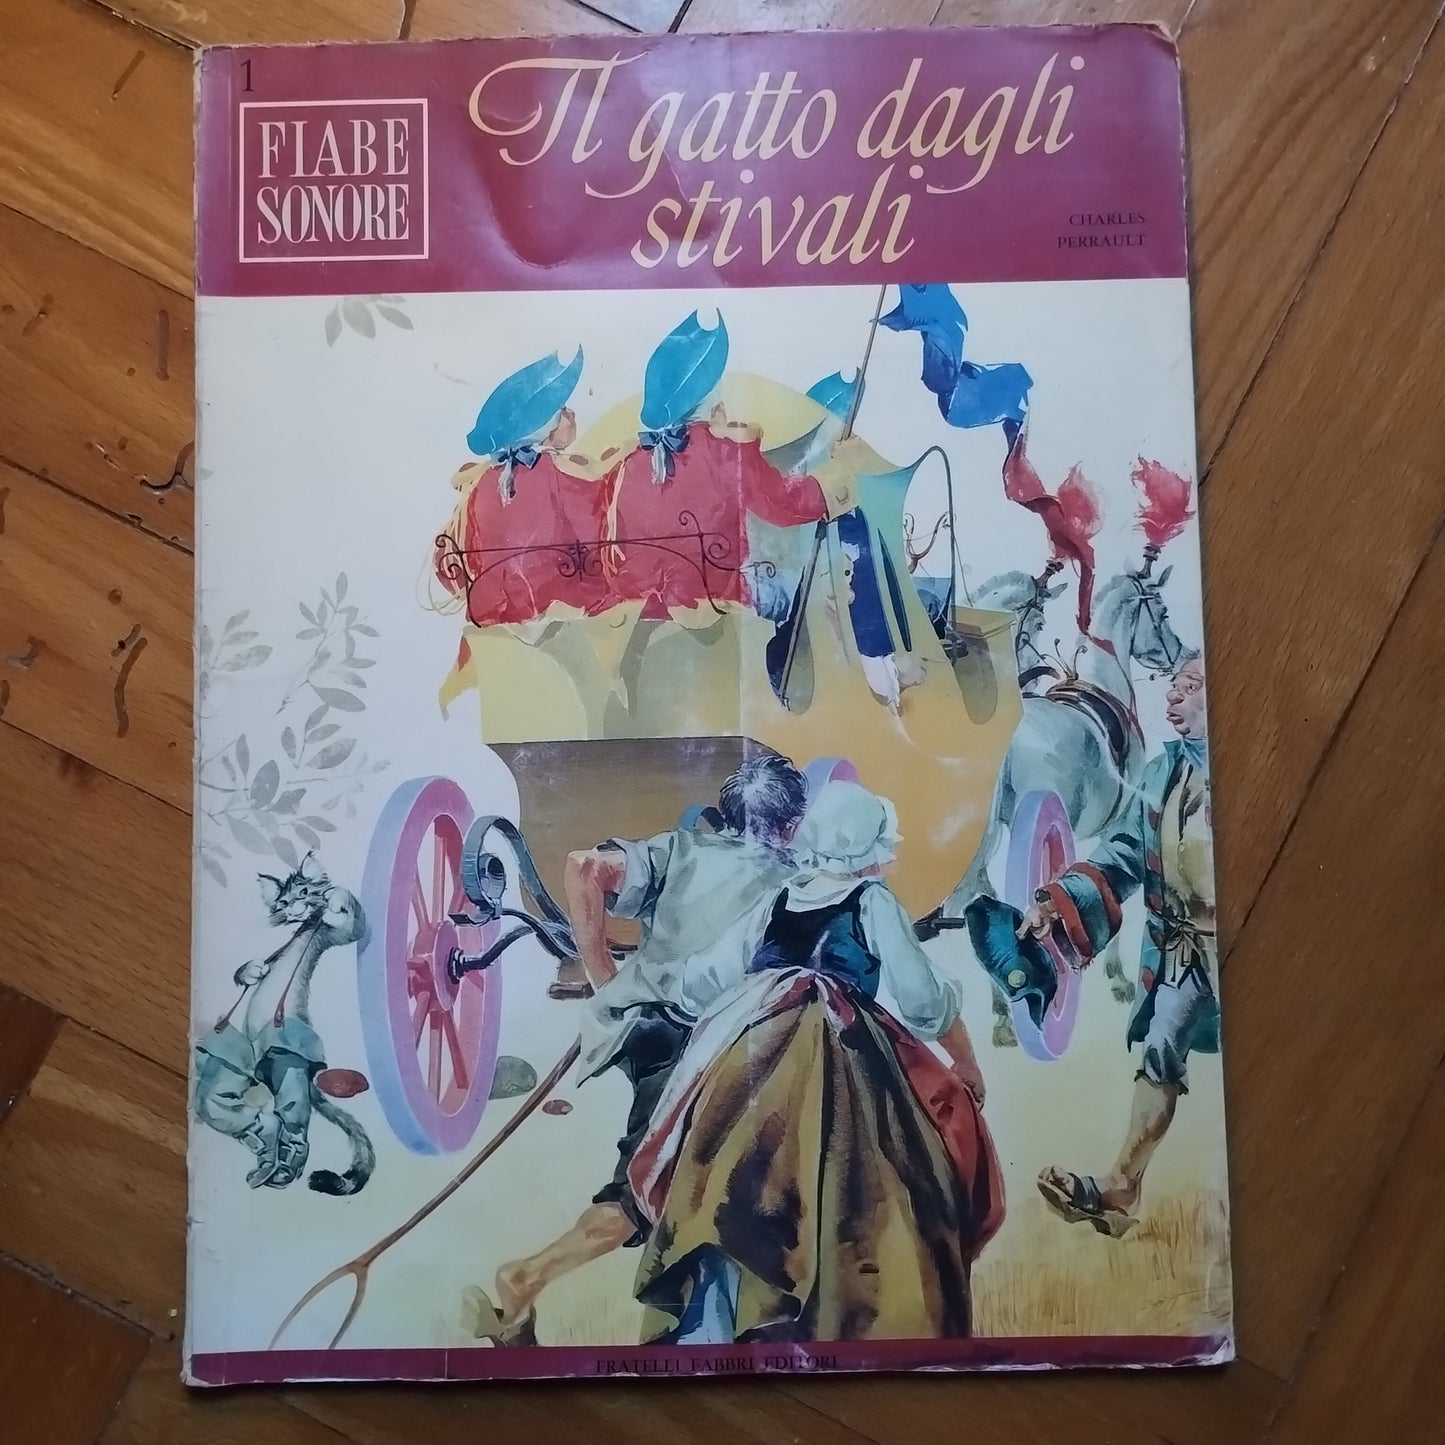 1
FIABE
SONORE
Il gatto dagli
stivali
CHARLES
PERRAULT
FRATELLI FABBRI EDITORI